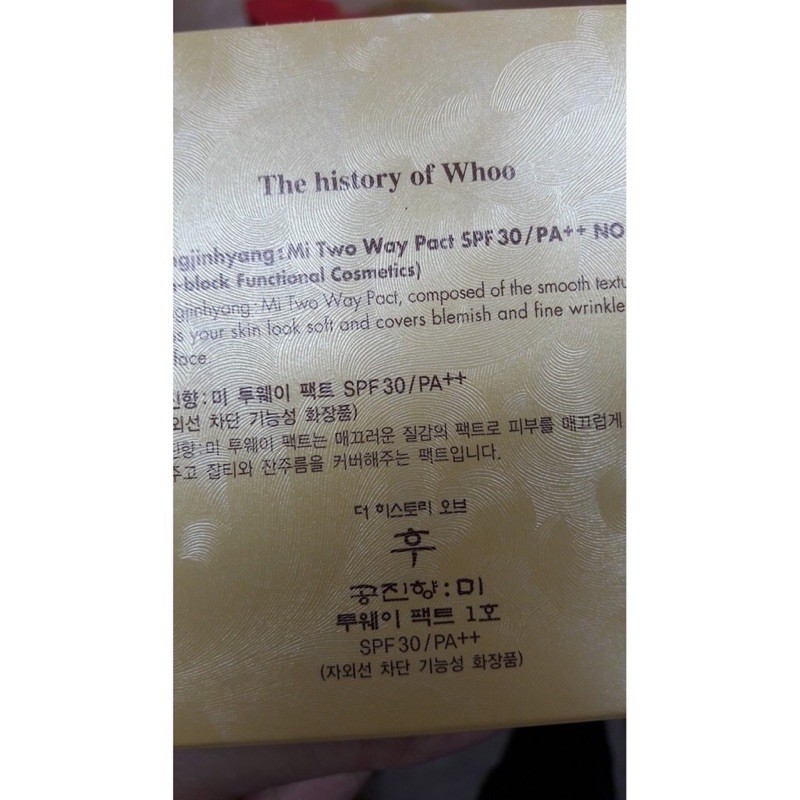 The history of Whoo
ngjinhyang:Mi Two Way Pact SPF 30/PA++ NO
-block Functional Cosmetics)
gjinhyang: Mi Two Way Pact, composed of the smooth textu
s your skin look soft and covers blemish and fine wrinkle
face.
진향:미 투웨이 팩트 SPF 30/PA++
외선 차단 기능성 화장품)
진향:미 투웨이 팩트는 매끄러운 질감의 팩트로 피부를 매끄럽게
주고 잡티와 잔주름을 커버해주는 팩트입니다.
더 히스토리 오브
후
공진향:미
투웨이 팩트 1호
SPF 30/PA++
(자외선 차단 기능성 화장품)